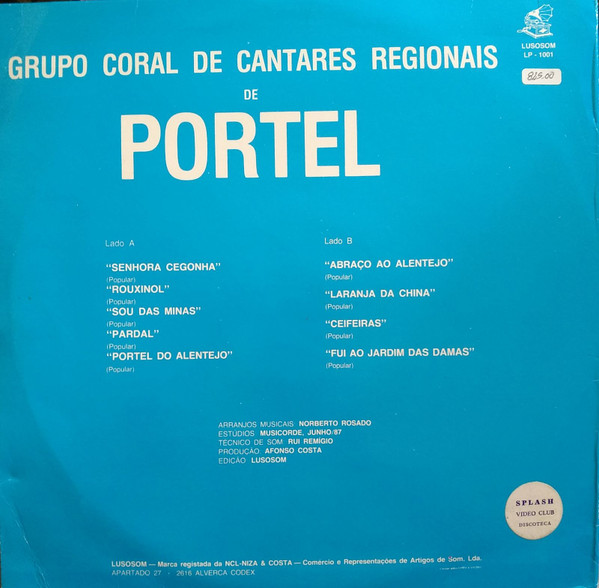 LUSOSOM
LP - 1001
825.00
GRUPO CORAL DE CANTARES REGIONAIS
DE
PORTEL
Lado A
"SENHORA CEGONHA"
(Popular)
"ROUXINOL"
(Popular)
"SOU DAS MINAS"
(Popular)
"PARDAL"
(Popular)
"PORTEL DO ALENTEJO"
(Popular)
Lado B
"ABRAÇO AO ALENTEJO"
(Popular)
"LARANJA DA CHINA"
(Popular)
"CEIFEIRAS"
(Popular)
"FUI AO JARDIM DAS DAMAS"
(Popular)
ARRANJOS MUSICAIS NORBERTO ROSADO
ESTÚDIOS MUSICORDE, JUNHO/87
TÉCNICO DE SOM RUI REMÍGIO
PRODUÇÃO AFONSO COSTA
EDIÇÃO LUSOSOM
SPLASH
VÍDEO CLUB
DISCOTECA
LUSOSOM — Marca registada da NCL-NIZA & COSTA — Comércio e Representações de Artigos de Som, Lda.
APARTADO 27 - 2616 ALVERCA CODEX